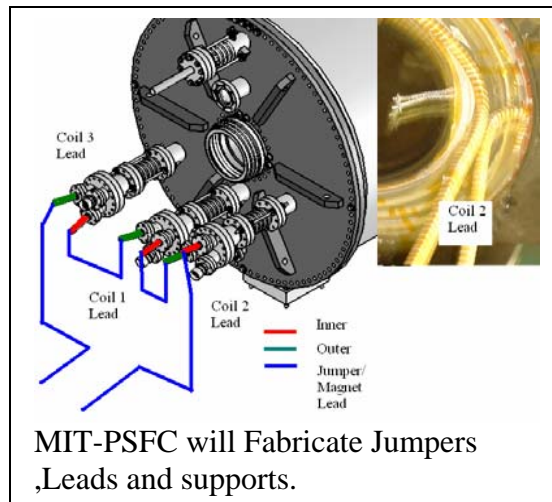 Coil 3
Lead
Coil 2
Lead
Coil 1
Lead
Coil 2
Lead
Inner
Outer
Jumper/
Magnet
Lead
MIT-PSFC will Fabricate Jumpers
,Leads and supports.